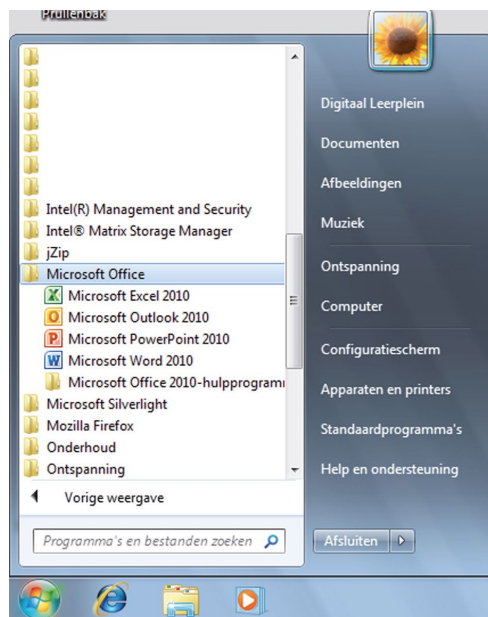 Prullenbak
Intel(R) Management and Security
Intel® Matrix Storage Manager
jZip
Microsoft Office
Microsoft Excel 2010
Microsoft Outlook 2010
Microsoft PowerPoint 2010
Microsoft Word 2010
Microsoft Office 2010-hulpprogram
Microsoft Silverlight
Mozilla Firefox
Onderhoud
Ontspanning
Vorige weergave
Programma's en bestanden zoeken
Digitaal Leerplein
Documenten
Afbeeldingen
Muziek
Ontspanning
Computer
Configuratiescherm
Apparaten en printers
Standaardprogramma's
Help en ondersteuning
Afsluiten